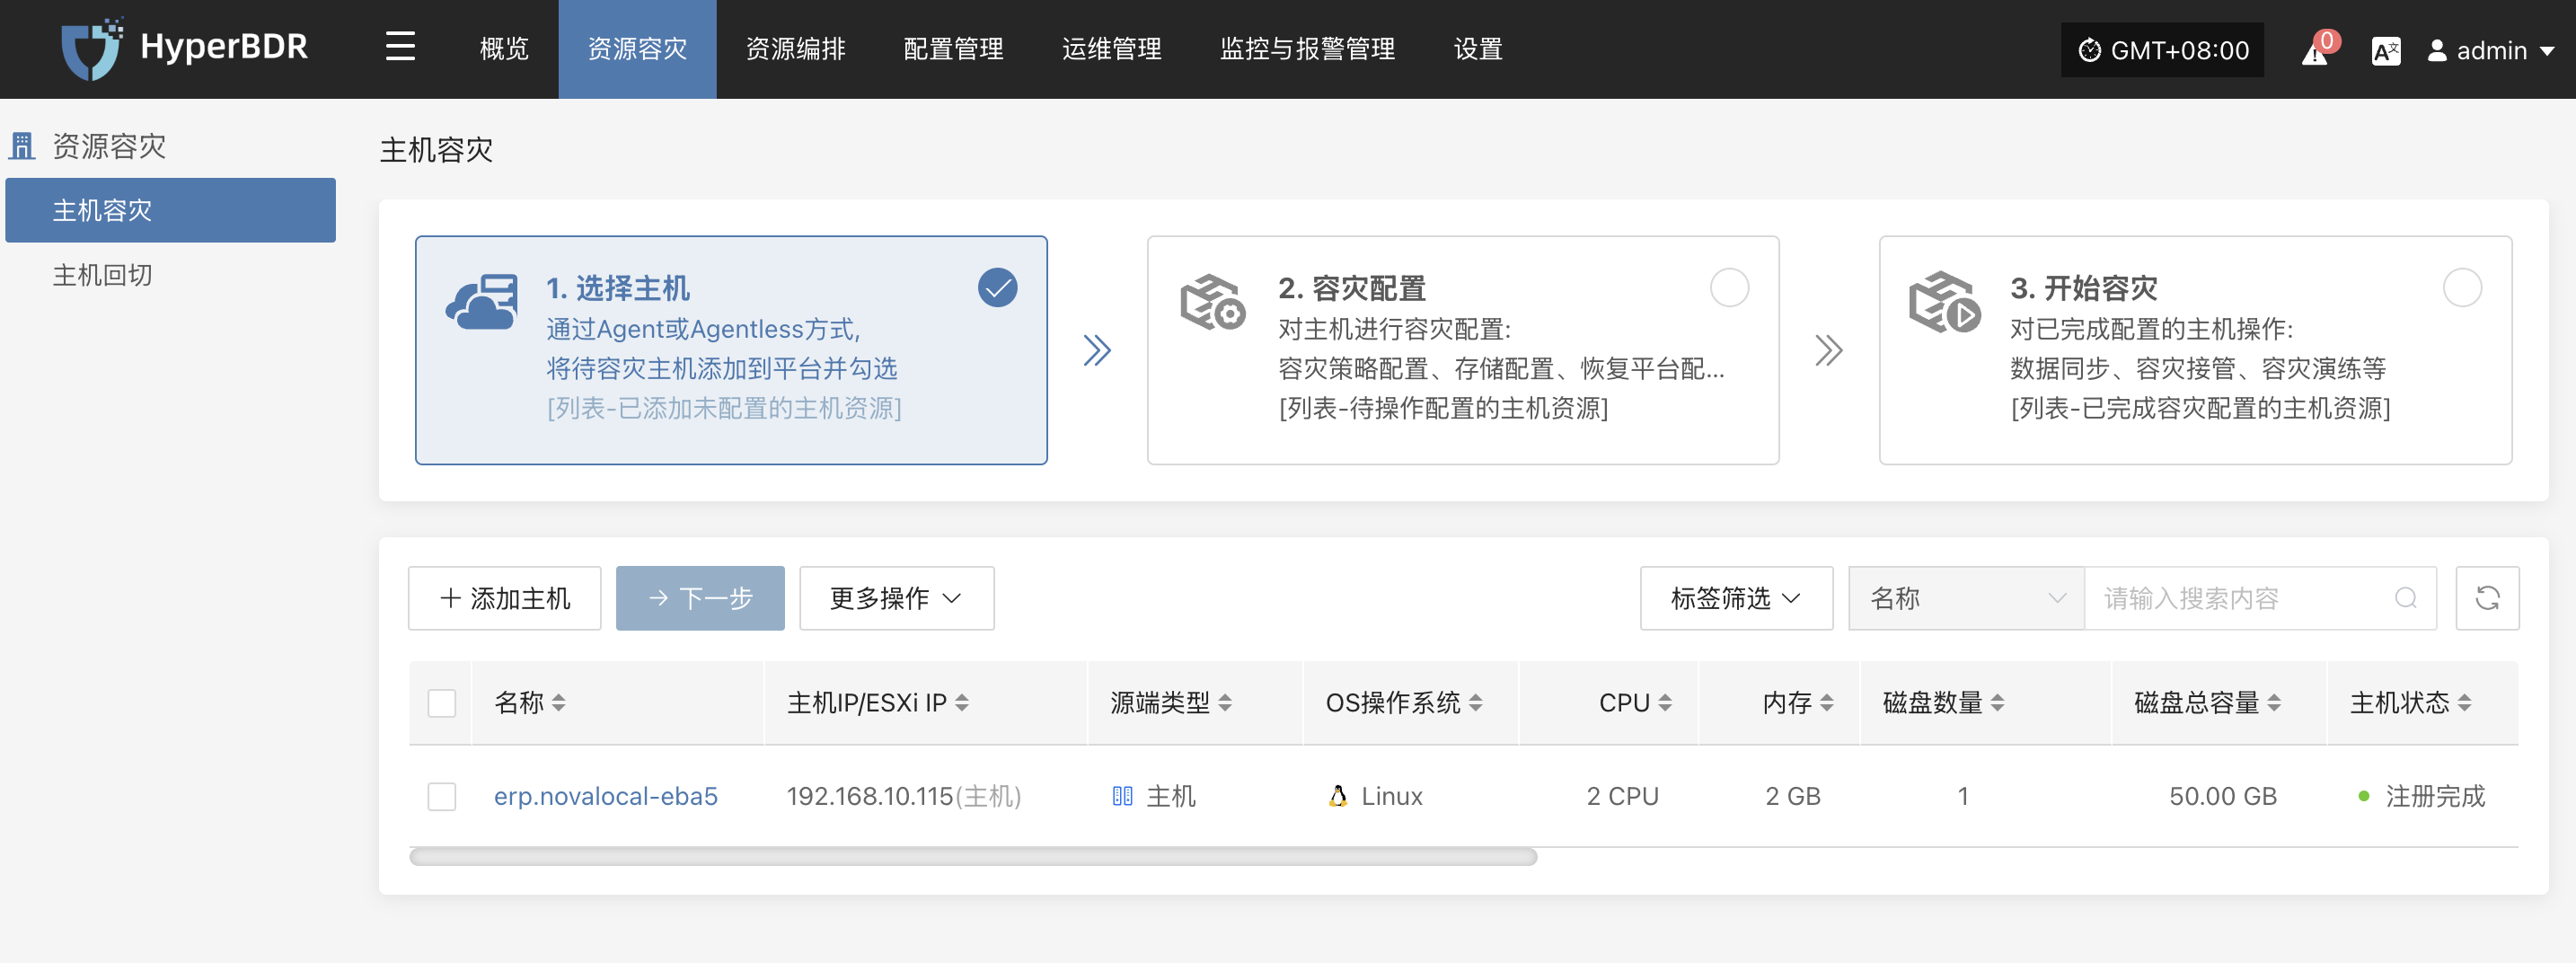 HyperBDR
概览
资源容灾
资源编排
配置管理
运维管理
监控与报警管理
设置
GMT+08:00
0
admin
资源容灾
主机容灾
主机回切
主机容灾
1. 选择主机
通过Agent或Agentless方式,
将待容灾主机添加到平台并勾选
[列表-已添加未配置的主机资源]
2. 容灾配置
对主机进行容灾配置:
容灾策略配置、存储配置、恢复平台配...
[列表-待操作配置的主机资源]
3. 开始容灾
对已完成配置的主机操作:
数据同步、容灾接管、容灾演练等
[列表-已完成容灾配置的主机资源]
添加主机
下一步
更多操作
标签筛选
名称
请输入搜索内容
名称 主机IP/ESXi IP 源端类型 OS操作系统 CPU 内存 磁盘数量 磁盘总容量 主机状态
erp.novalocal-eba5 192.168.10.115(主机) 主机 Linux 2 CPU 2 GB 1 50.00 GB 注册完成